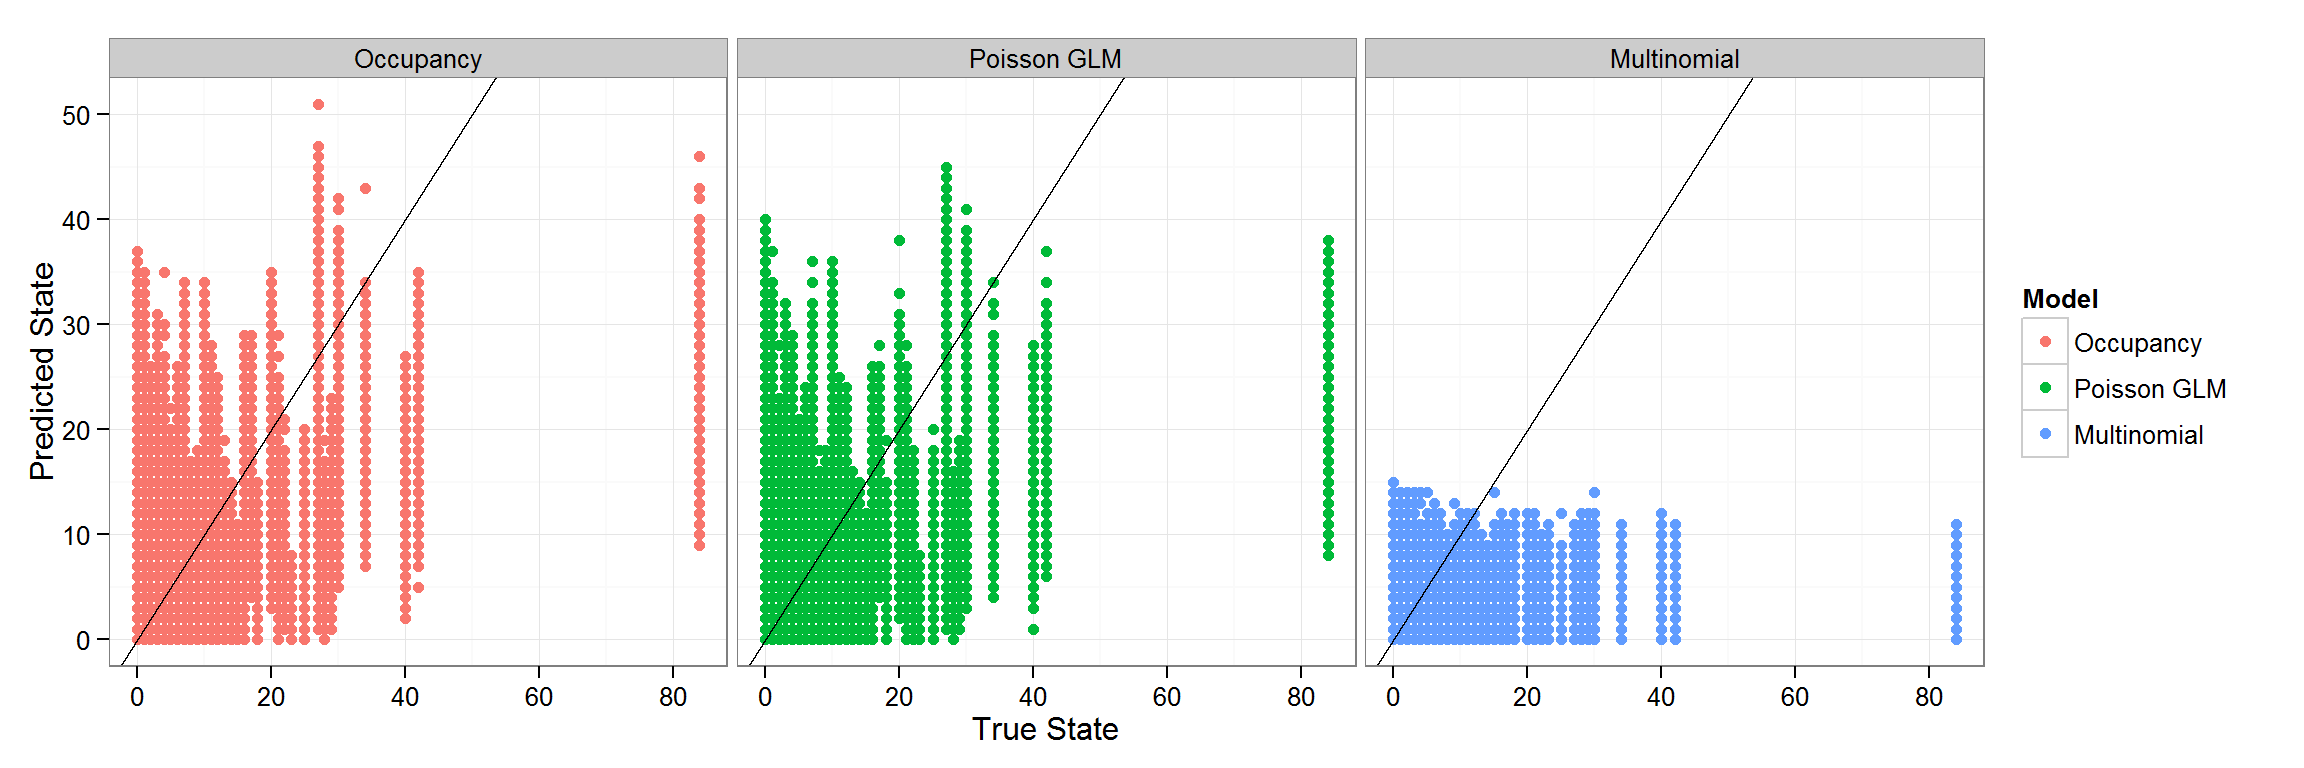 Occupancy Poisson GLM Multinomial
50
40
30
20
10
0
Predicted State
0 20 40 60 80 0 20 40 60 80 0 20 40 60 80
True State
Model
Occupancy
Poisson GLM
Multinomial